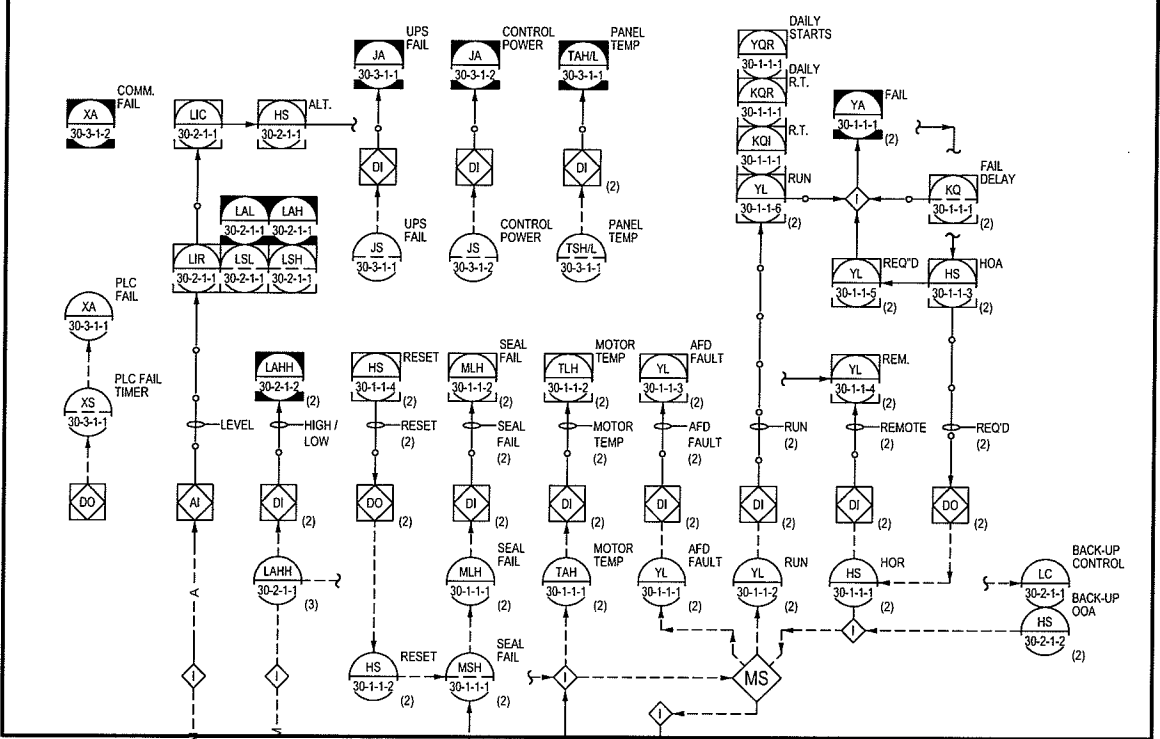 COMM.
FAIL
XA
30-3-1-2
LIC
30-2-1-1
HS
30-2-1-1
ALT.
JA
30-3-1-1
UPS
FAIL
JA
30-3-1-2
CONTROL
POWER
TAH/L
30-3-1-1
PANEL
TEMP
DAILY
STARTS
YQR
30-1-1-1
DAILY
R.T.
KQR
30-1-1-1
R.T.
KQI
30-1-1-1
RUN
YL
30-1-1-6
(2)
YA
30-1-1-1
FAIL
(2)
I
FAIL
DELAY
KQ
30-1-1-1
(2)
DI
DI
DI
(2)
LAL
30-2-1-1
LAH
30-2-1-1
LIR
30-2-1-1
LSL
30-2-1-1
LSH
30-2-1-1
UPS
FAIL
JS
30-3-1-1
CONTROL
POWER
JS
30-3-1-2
PANEL
TEMP
TSH/L
30-3-1-1
REQ"D
YL
30-1-1-5
(2)
HOA
HS
30-1-1-3
(2)
PLC
FAIL
XA
30-3-1-1
PLC FAIL
TIMER
XS
30-3-1-1
DO
LAHH
30-2-1-2
(2)
HS
30-1-1-4
RESET
(2)
MLH
30-1-1-2
SEAL
FAIL
(2)
TLH
30-1-1-2
MOTOR
TEMP
(2)
YL
30-1-1-3
AFD
FAULT
(2)
YL
30-1-1-4
REM.
(2)
LEVEL
HIGH /
LOW
RESET
(2)
SEAL
FAIL
(2)
MOTOR
TEMP
(2)
AFD
FAULT
(2)
RUN
(2)
REMOTE
(2)
REQ'D
(2)
AI
DI
(2)
DO
(2)
DI
(2)
DI
(2)
DI
(2)
DI
(2)
DI
(2)
DO
(2)
A
LAHH
30-2-1-1
(3)
MLH
30-1-1-1
SEAL
FAIL
(2)
TAH
30-1-1-1
MOTOR
TEMP
(2)
YL
30-1-1-1
AFD
FAULT
(2)
YL
30-1-1-2
RUN
(2)
HS
30-1-1-1
HOR
(2)
BACK-UP
CONTROL
LC
30-2-1-1
BACK-UP
OOA
HS
30-2-1-2
(2)
I
I
I
HS
30-1-1-2
RESET
(2)
MSH
30-1-1-1
SEAL
FAIL
(2)
I
MS
I